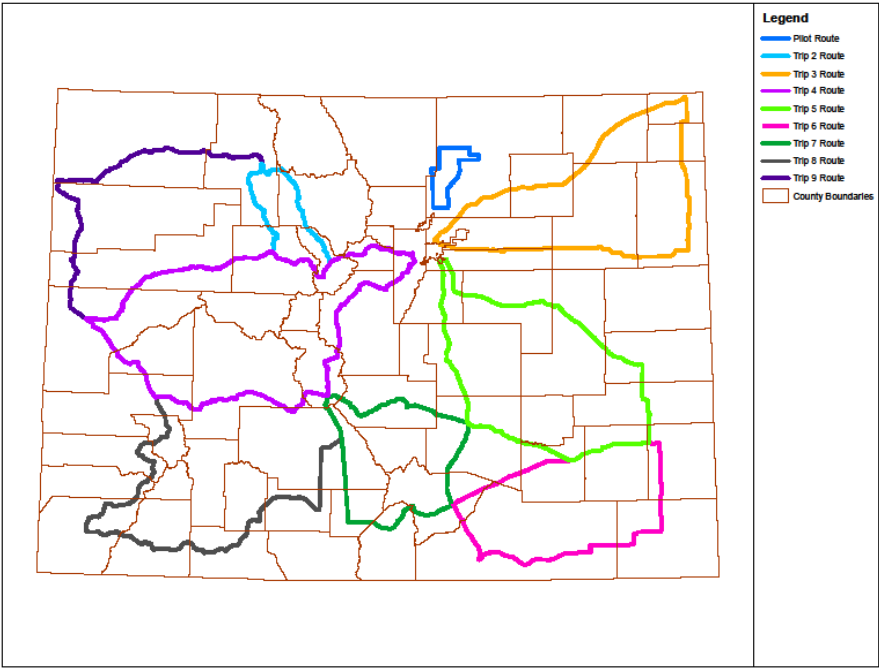 Legend
Pilot Route
Trip 2 Route
Trip 3 Route
Trip 4 Route
Trip 5 Route
Trip 6 Route
Trip 7 Route
Trip 8 Route
Trip 9 Route
County Boundaries